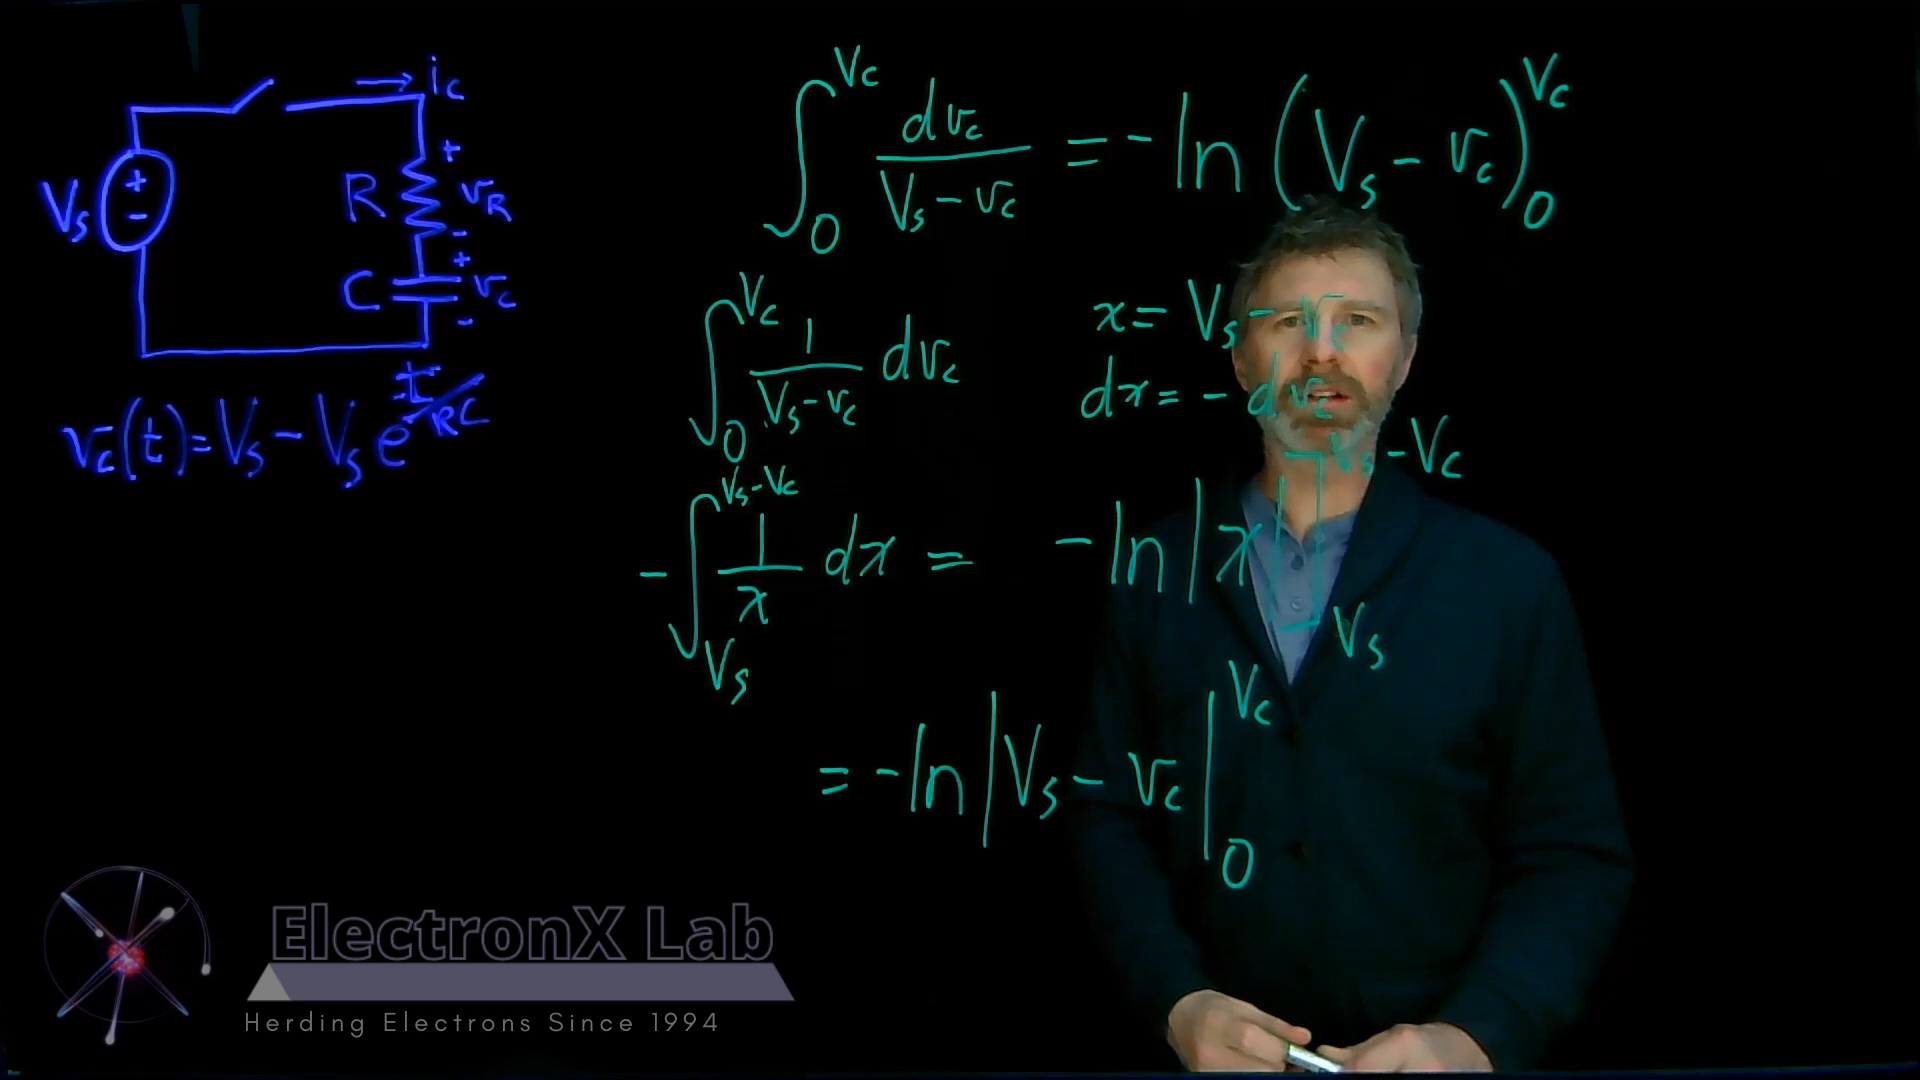 i_C
V_S + - R + v_R -
C + v_C -
v_C(t) = V_S - V_S e^{-t/RC}
∫_0^{V_C} dv_C / (V_S - v_C) = -ln (V_S - v_C)_0^{V_C}
∫_0^{V_C} 1 / (V_S - v_C) dv_C
x = V_S - v_C
dx = - dv_C
-∫_{V_S}^{V_S - V_C} 1/x dx = -ln|x|]_{V_S}^{V_S - V_C}
= -ln|V_S - v_C|_0^{V_C}
ElectronX Lab
Herding Electrons Since 1994